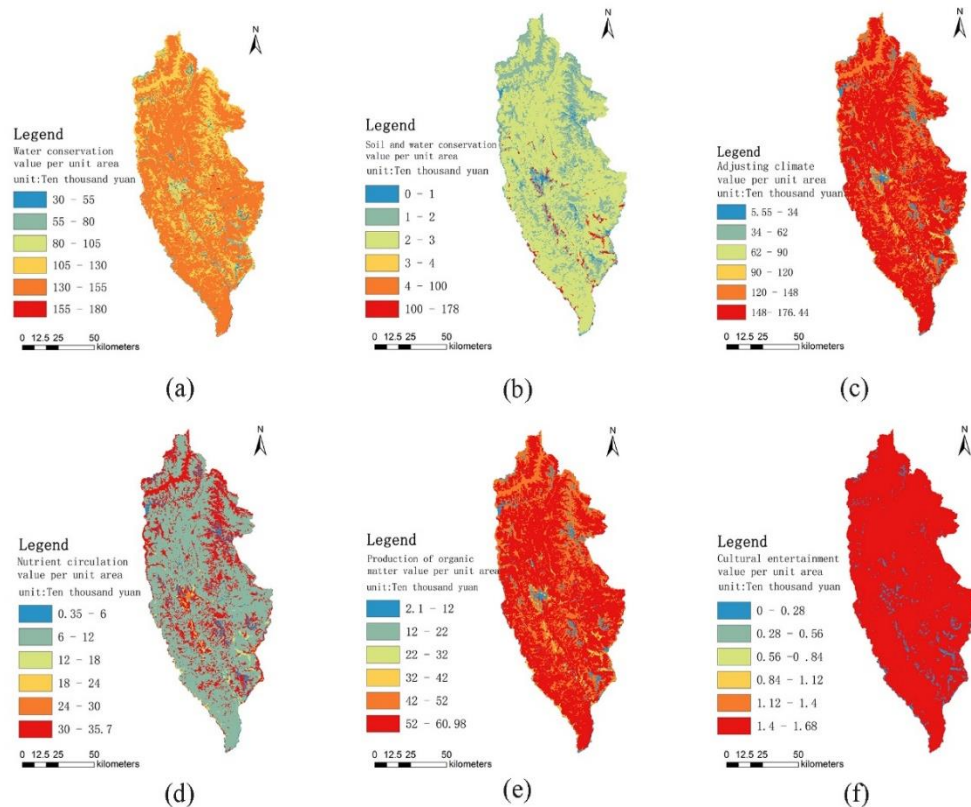 N
Legend
Water conservation
value per unit area
unit:Ten thousand yuan
30 - 55
55 - 80
80 - 105
105 - 130
130 - 155
155 - 180
0 12.5 25 50
kilometers
(a)
N
Legend
Soil and water conservation
value per unit area
unit:Ten thousand yuan
0 - 1
1 - 2
2 - 3
3 - 4
4 - 100
100 - 178
0 12.5 25 50
kilometers
(b)
N
Legend
Adjusting climate
value per unit area
unit:Ten thousand yuan
5.55 - 34
34 - 62
62 - 90
90 - 120
120 - 148
148- 176.44
0 12.5 25 50
kilometers
(c)
N
Legend
Nutrient circulation
value per unit area
unit:Ten thousand yuan
0.35 - 6
6 - 12
12 - 18
18 - 24
24 - 30
30 - 35.7
0 12.5 25 50
kilometers
(d)
N
Legend
Production of organic
matter value per unit area
unit:Ten thousand yuan
2.1 - 12
12 - 22
22 - 32
32 - 42
42 - 52
52 - 60.98
0 12.5 25 50
kilometers
(e)
N
Legend
Cultural entertainment
value per unit area
unit:Ten thousand yuan
0 - 0.28
0.28 - 0.56
0.56 -0 .84
0.84 - 1.12
1.12 - 1.4
1.4 - 1.68
0 12.5 25 50
kilometers
(f)